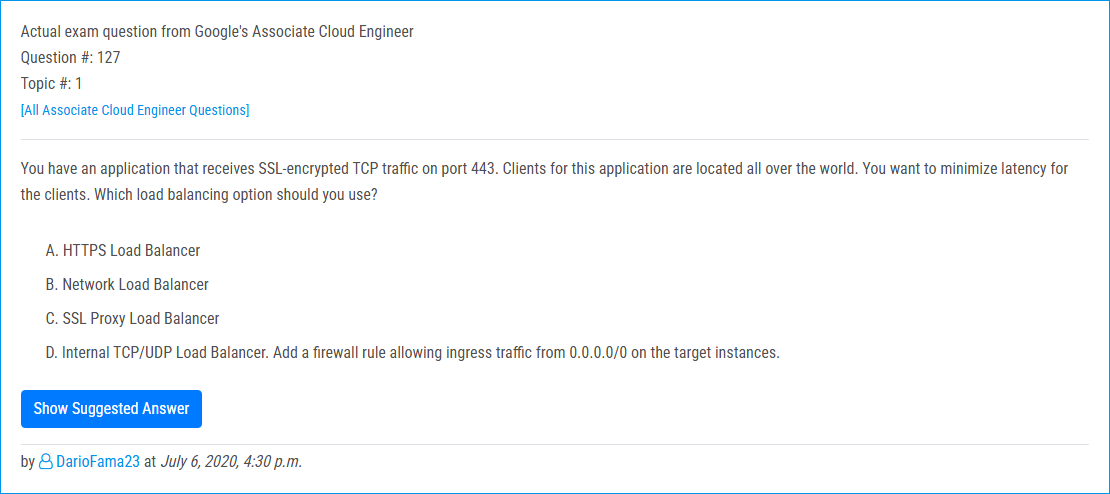 Actual exam question from Google's Associate Cloud Engineer
Question #: 127
Topic #: 1
[All Associate Cloud Engineer Questions]
You have an application that receives SSL-encrypted TCP traffic on port 443. Clients for this application are located all over the world. You want to minimize latency for
the clients. Which load balancing option should you use?
A. HTTPS Load Balancer
B. Network Load Balancer
C. SSL Proxy Load Balancer
D. Internal TCP/UDP Load Balancer. Add a firewall rule allowing ingress traffic from 0.0.0.0/0 on the target instances.
Show Suggested Answer
by DarioFama23 at July 6, 2020, 4:30 p.m.